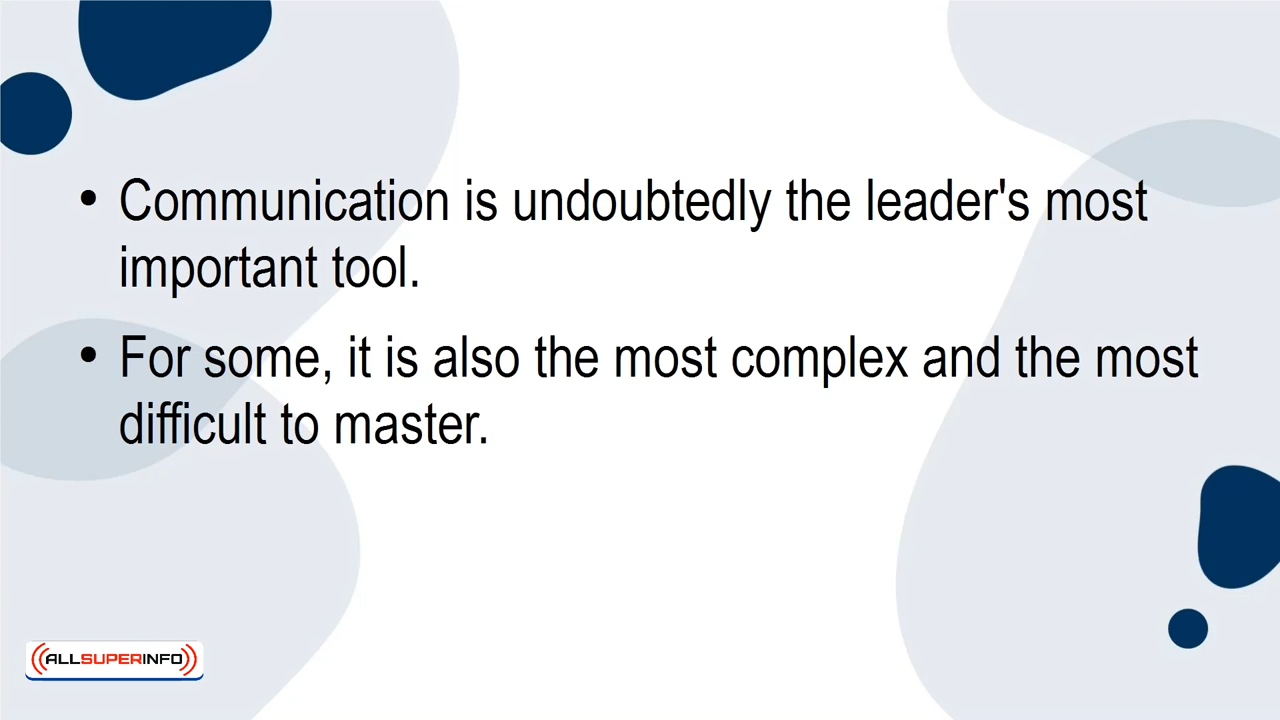 • Communication is undoubtedly the leader's most
important tool.
• For some, it is also the most complex and the most
difficult to master.
ALLSUPERINFO